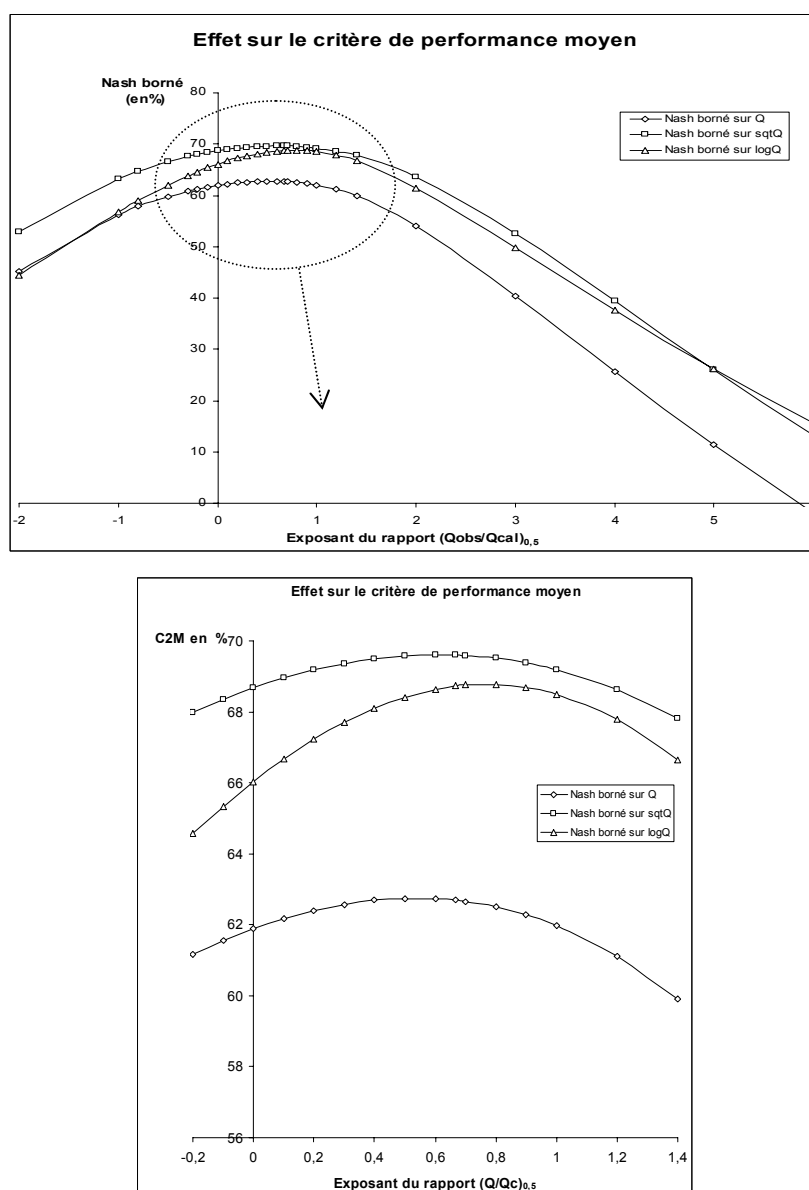 Effet sur le critère de performance moyen
Nash borné
(en%)
80
70
60
50
40
30
20
10
0
-2
-1
0
1
2
3
4
5
Exposant du rapport (Qobs/Qcal)0,5
Nash borné sur Q
Nash borné sur sqtQ
Nash borné sur logQ
Effet sur le critère de performance moyen
C2M en %
70
68
66
64
62
60
58
56
-0,2
0
0,2
0,4
0,6
0,8
1
1,2
1,4
Exposant du rapport (Q/Qc)0,5
Nash borné sur Q
Nash borné sur sqtQ
Nash borné sur logQ